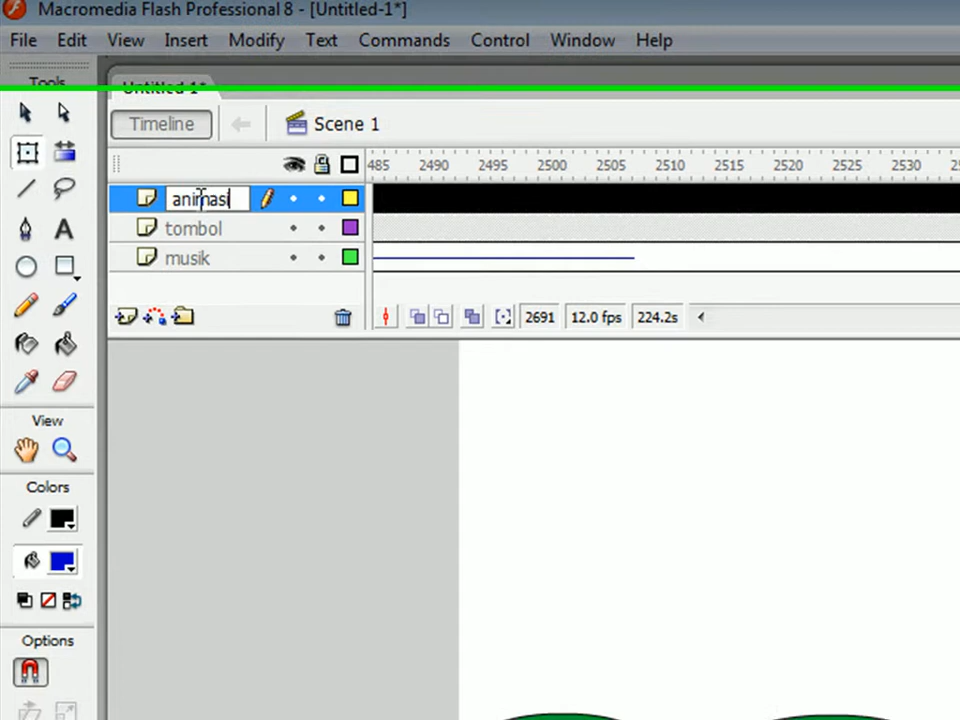 Macromedia Flash Professional 8 - [Untitled-1*]
File Edit View Insert Modify Text Commands Control Window Help
Tools
Untitled-1*
Timeline
Scene 1
485 2490 2495 2500 2505 2510 2515 2520 2525 2530
animasi
tombol
musik
2691 12.0 fps 224.2s
View
Colors
Options